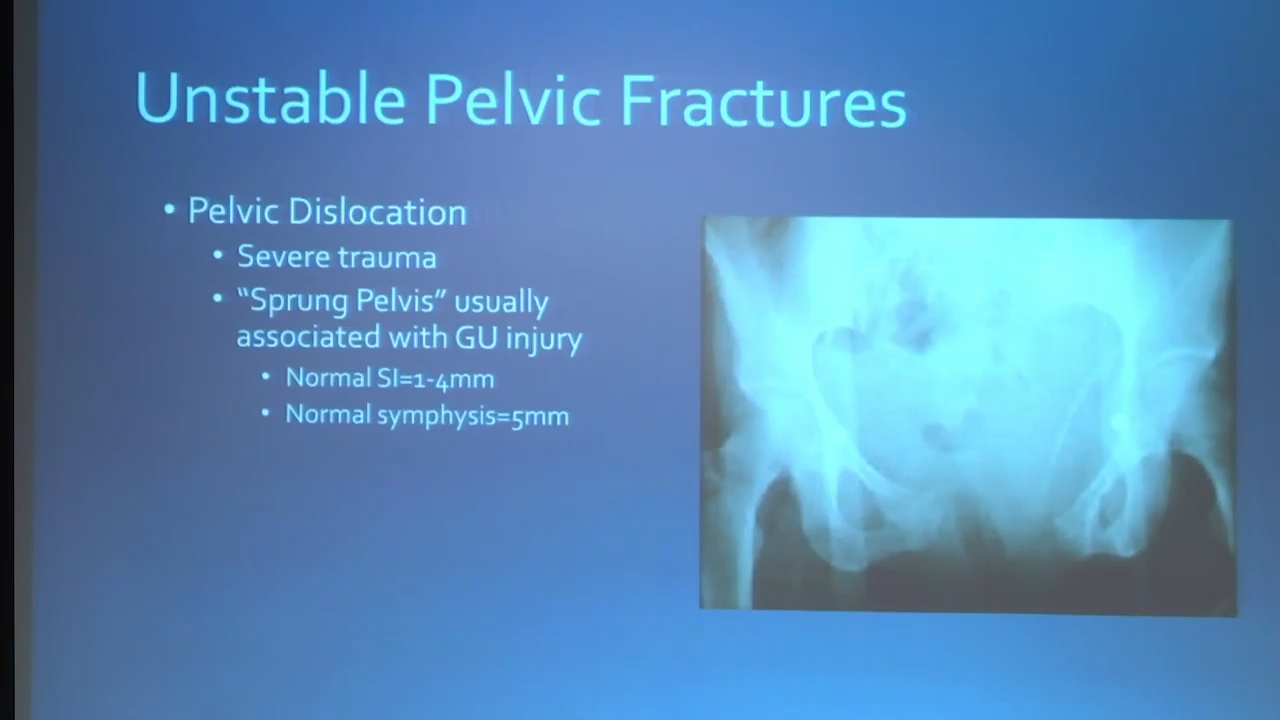 Unstable Pelvic Fractures
• Pelvic Dislocation
• Severe trauma
• “Sprung Pelvis” usually
associated with GU injury
• Normal SI=1-4mm
• Normal symphysis=5mm